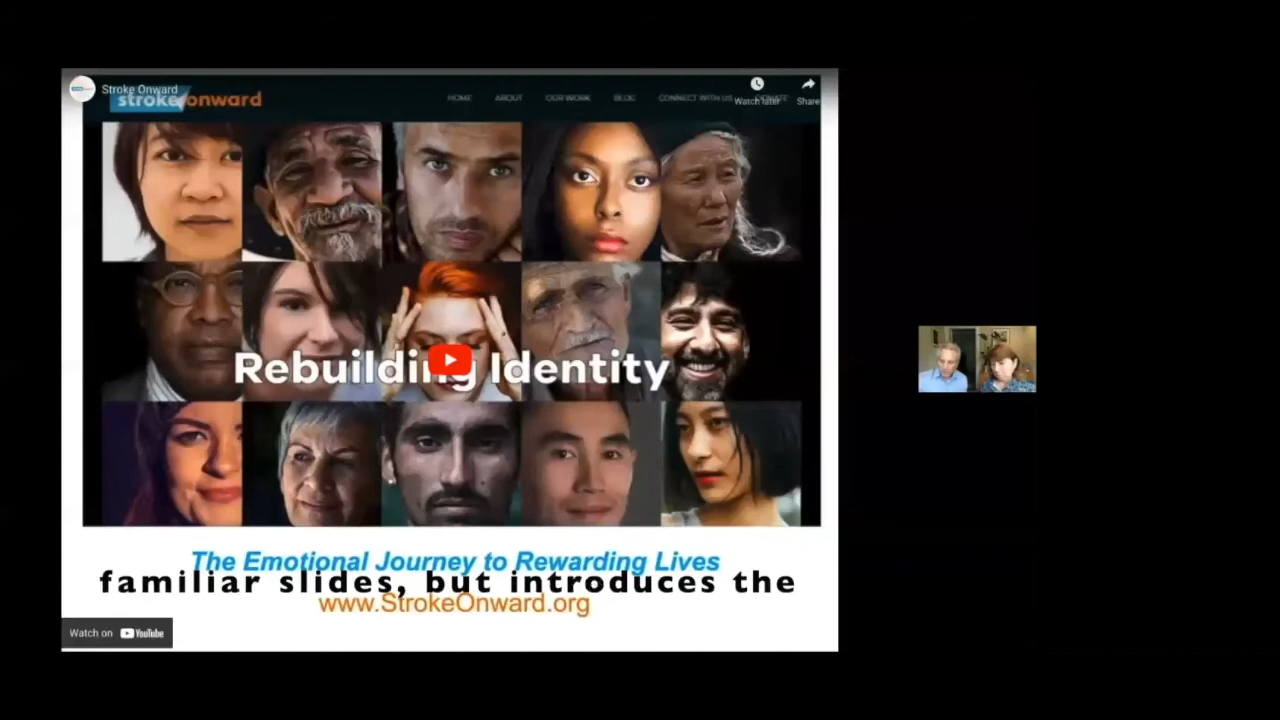 Stroke Onward
strokeonward
HOME ABOUT OUR WORK BLOG CONNECT WITH US DONATE
Watch later Share
Rebuilding Identity
The Emotional Journey to Rewarding Lives
familiar slides, but introduces the
www.StrokeOnward.org
Watch on YouTube